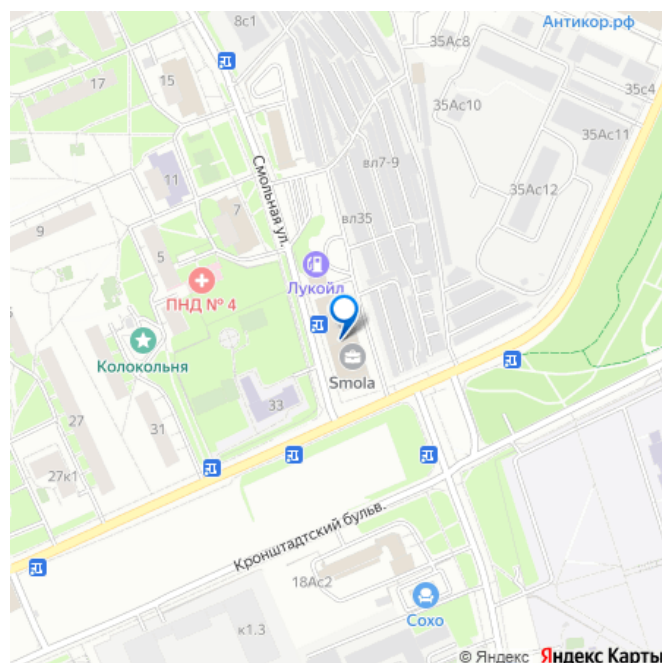 8с1
Антикор.рф
35Ас8
15
17
35с4
35Ас10
35Ас11
вл7-9
11
35Ас12
Смольная ул.
7
вл35
9
5
Лукойл
ПНД № 4
Колокольня
Smola
33
27
31
27к1
Кронштадтский бульв.
18Ас2
Сохо
к1.3
© Яндекс Яндекс Карты